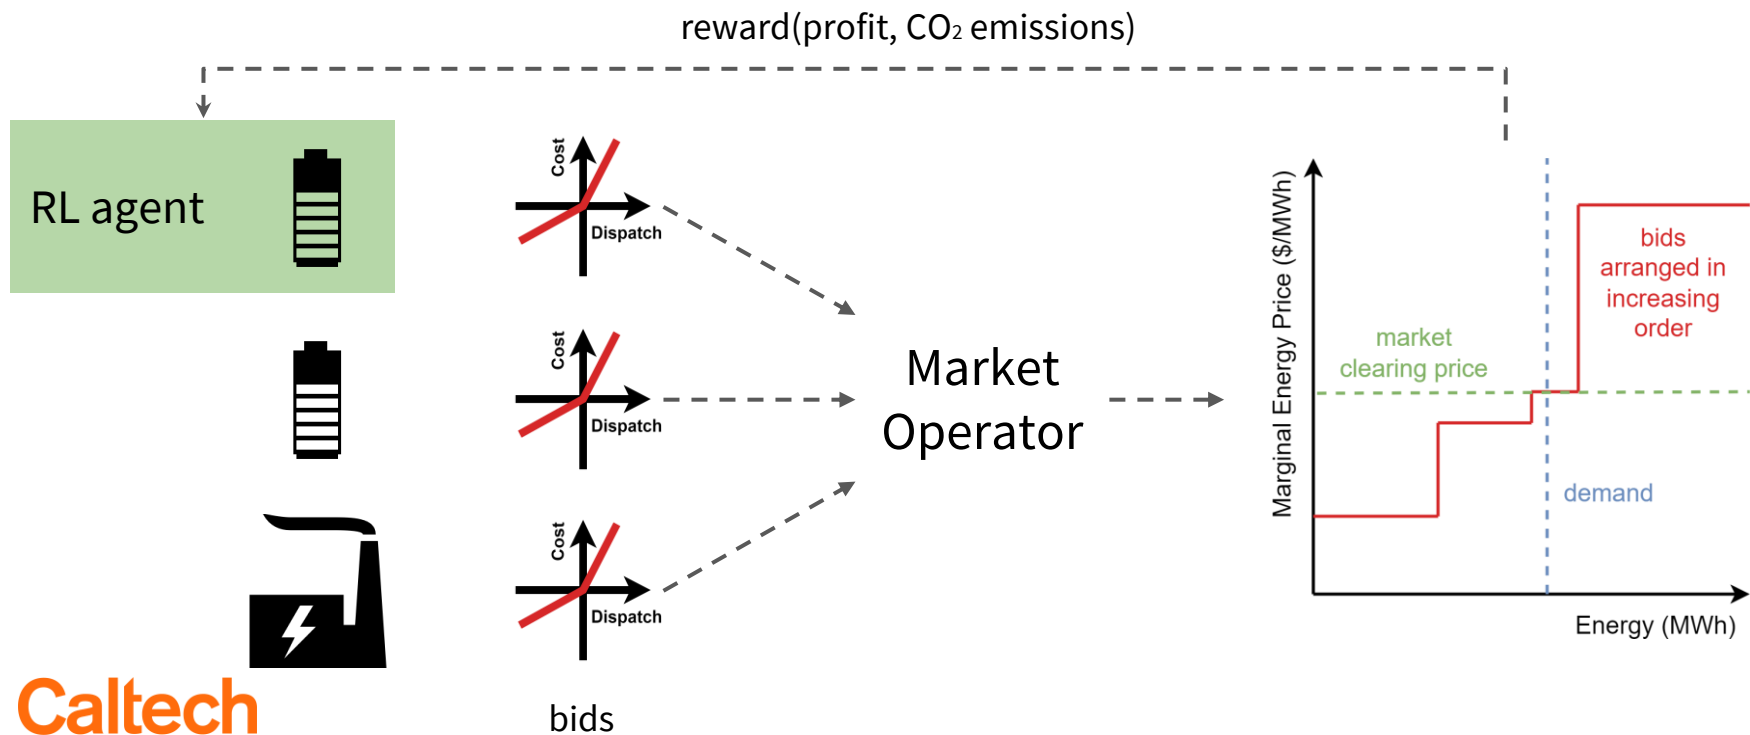 reward(profit, CO₂ emissions)
RL agent
Cost
Dispatch
Cost
Dispatch
Cost
Dispatch
bids
Caltech
Market
Operator
Marginal Energy Price ($/MWh)
bids
arranged in
increasing
order
market
clearing price
demand
Energy (MWh)